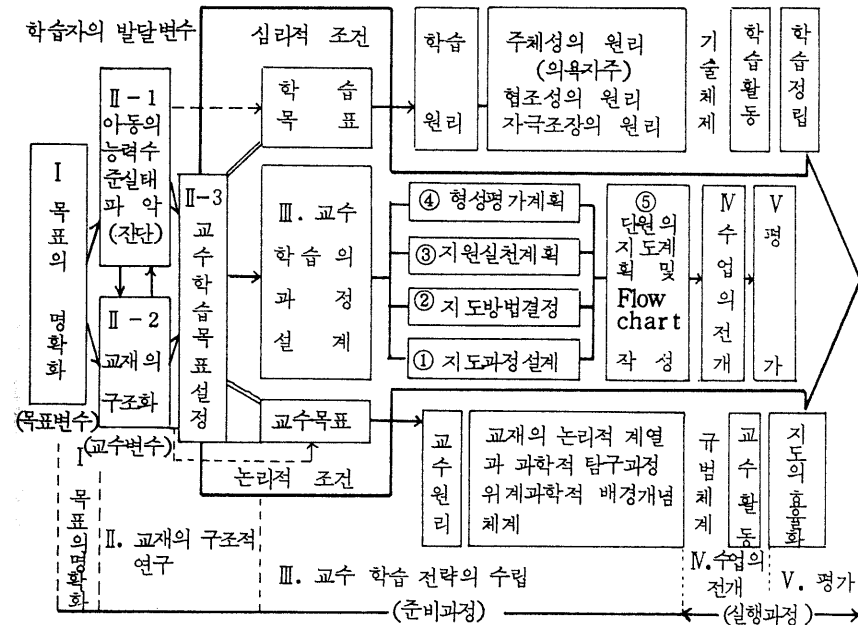 학습자의 발달변수
심리적 조건
Ⅱ-1
아동의
능력수
준실태
파 악
(잔단)
Ⅰ
목
표
의
명
확
화
(목표변수)
Ⅱ-2
교재의
구조화
(교수변수)
Ⅱ-3
교
수
학
습
목
표
설
정
학 습
목 표
Ⅲ. 교수
학습의
과 정
설 계
교수목표
논리적 조건
학습
원리
주체성의 원리
(의욕자주)
협조성의 원리
자극조장의 원리
기
술
체
제
학
습
활
동
학
습
정
립
④ 형성평가계획
③ 지원실천계획
② 지도방법결정
① 지도과정설계
⑤
단원의
지도계
획 및
Flow
chart
작 성
Ⅳ
수
업
의
전
개
Ⅴ
평
가
교
수
원
리
교재의 논리적 계열
과 과학적 탐구과정
위계과학적 배경개념
체계
규
범
체
계
교
수
활
동
지
도
의
효
율
화
Ⅰ
목
표
의
명
확
화
Ⅱ. 교재의 구조적
연구
Ⅲ. 교수 학습 전략의 수립
(준비과정)
Ⅳ.수업의
전개
(실행과정)
Ⅴ. 평가